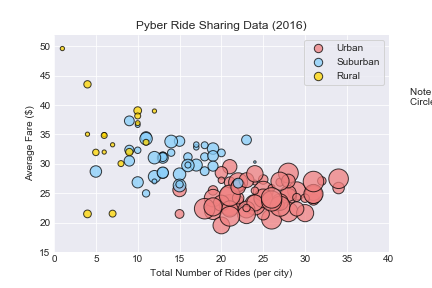 Pyber Ride Sharing Data (2016)
Urban
Suburban
Rural
Note
Circle
Average Fare ($)
50
45
40
35
30
25
20
15
0 5 10 15 20 25 30 35 40
Total Number of Rides (per city)